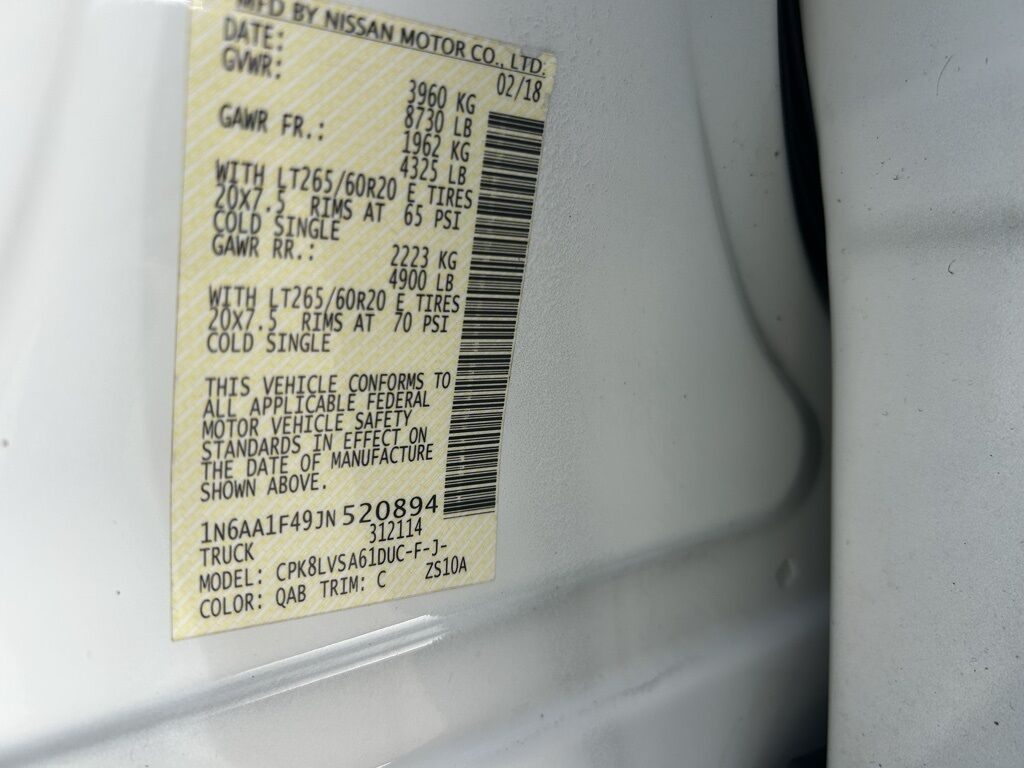 MFD BY NISSAN MOTOR CO., LTD.
DATE: 02/18
GVWR: 3960 KG
8730 LB
GAWR FR.: 1962 KG
4325 LB
WITH LT265/60R20 E TIRES
20X7.5 RIMS AT 65 PSI
COLD SINGLE
GAWR RR.: 2223 KG
4900 LB
WITH LT265/60R20 E TIRES
20X7.5 RIMS AT 70 PSI
COLD SINGLE
THIS VEHICLE CONFORMS TO
ALL APPLICABLE FEDERAL
MOTOR VEHICLE SAFETY
STANDARDS IN EFFECT ON
THE DATE OF MANUFACTURE
SHOWN ABOVE.
1N6AA1F49JN520894
TRUCK 312114
MODEL: CPK8LVSA61DUC-F-J-
COLOR: QAB TRIM: C ZS10A